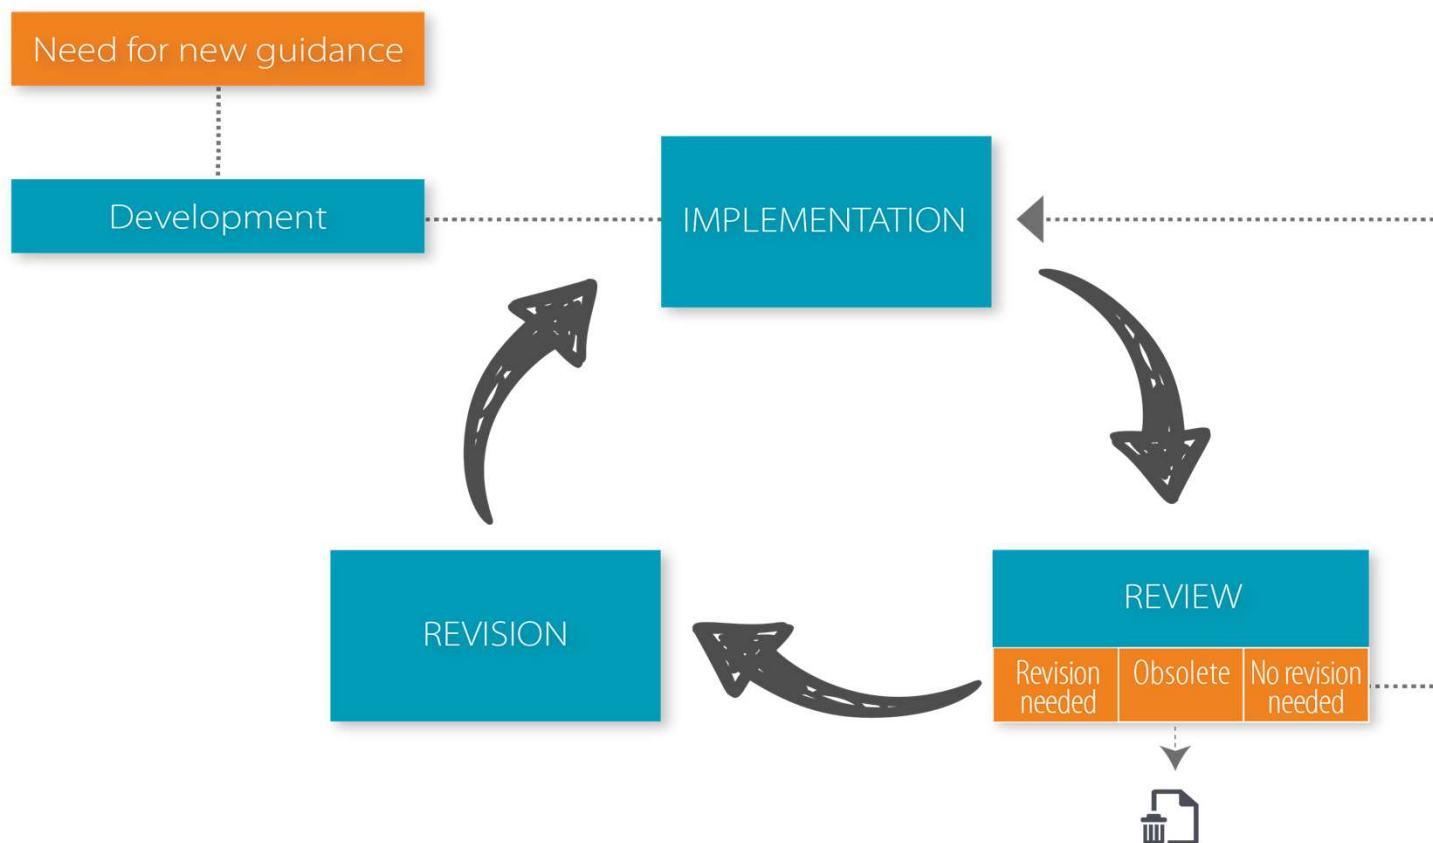 Need for new guidance
Development
IMPLEMENTATION
REVISION
REVIEW
Revision
needed
Obsolete
No revision
needed